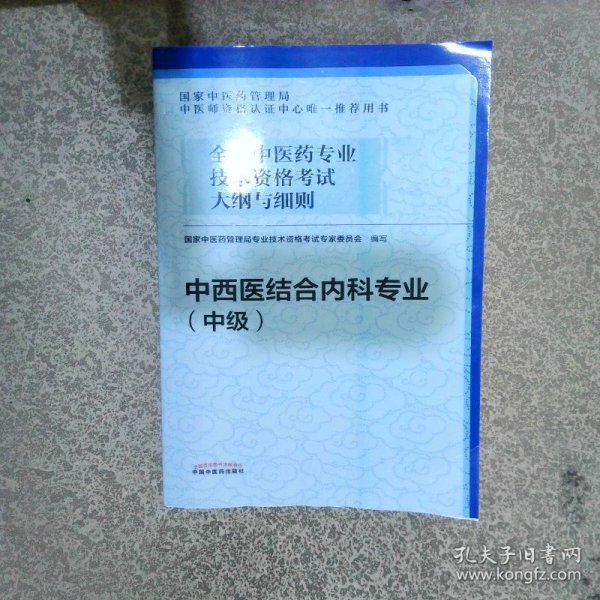 国家中医药管理局
中医师资格认证中心唯一推荐用书
全国中医药专业
技术资格考试
大纲与细则
国家中医药管理局专业技术资格考试专家委员会 编写
中西医结合内科专业
（中级）
中国中医药出版社
孔夫子旧书网
www.kongfz.com